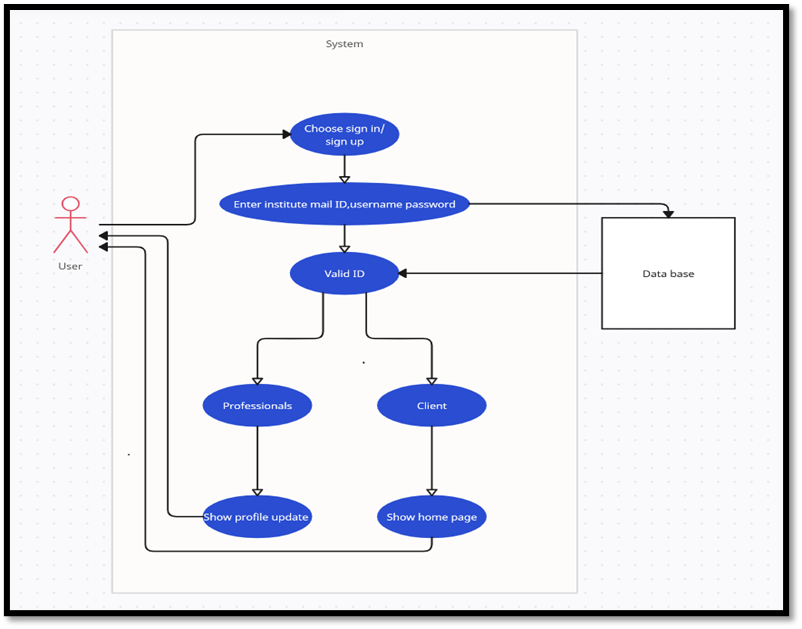 System
Choose sign in/
sign up
Enter institute mail ID,username password
User
Valid ID
Data base
Professionals
Client
Show profile update
Show home page